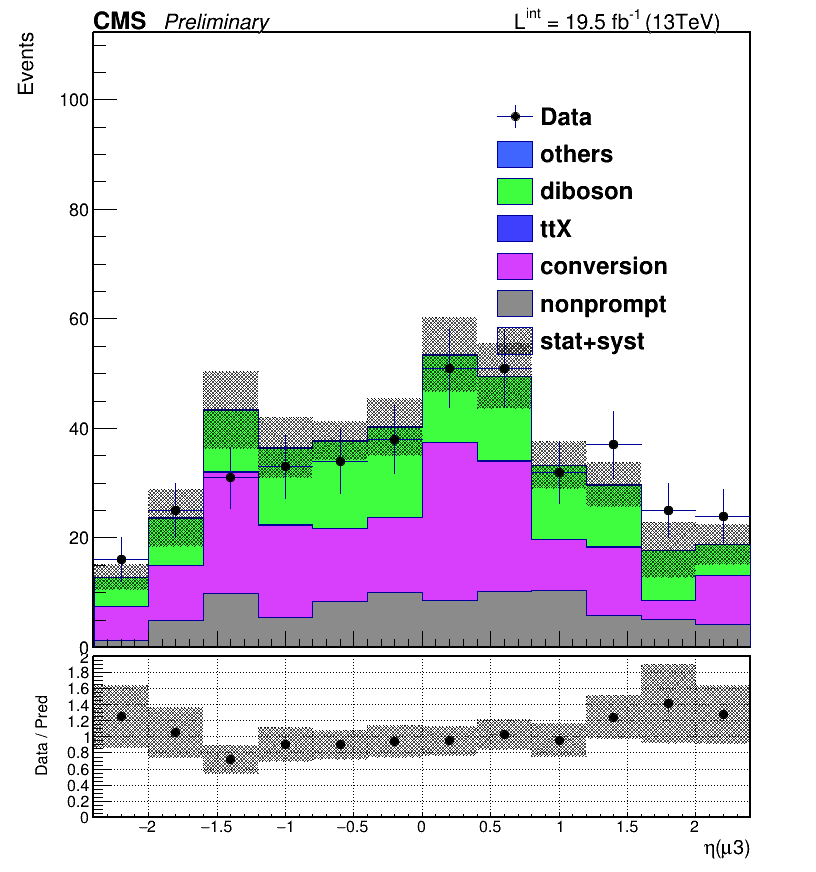 CMS Preliminary L^int = 19.5 fb^-1 (13TeV)
Events
100
80
60
40
20
0
Data
others
diboson
ttX
conversion
nonprompt
stat+syst
Data / Pred
2
1.8
1.6
1.4
1.2
1
0.8
0.6
0.4
0.2
0
−2 −1.5 −1 −0.5 0 0.5 1 1.5 2
η(μ3)